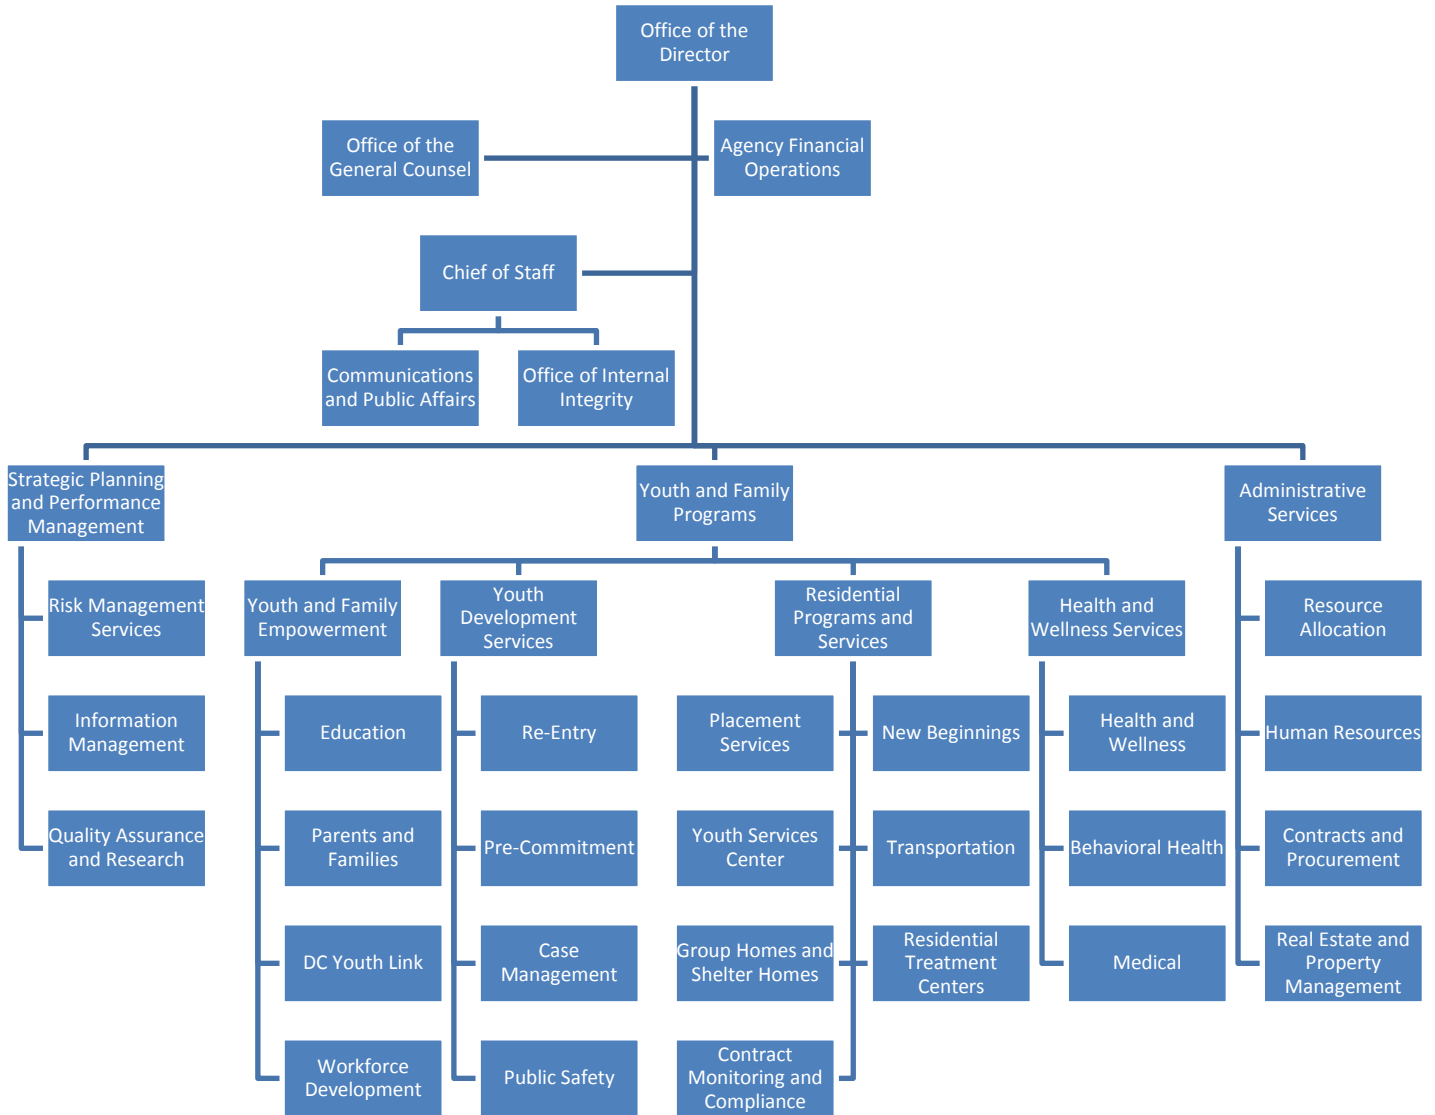 Office of the
Director
Office of the
General Counsel
Agency Financial
Operations
Chief of Staff
Communications
and Public Affairs
Office of Internal
Integrity
Strategic Planning
and Performance
Management
Youth and Family
Programs
Administrative
Services
Risk Management
Services
Youth and Family
Empowerment
Youth
Development
Services
Residential
Programs and
Services
Health and
Wellness Services
Resource
Allocation
Information
Management
Education
Re-Entry
Placement
Services
New Beginnings
Health and
Wellness
Human Resources
Quality Assurance
and Research
Parents and
Families
Pre-Commitment
Youth Services
Center
Transportation
Behavioral Health
Contracts and
Procurement
DC Youth Link
Case
Management
Group Homes and
Shelter Homes
Residential
Treatment
Centers
Medical
Real Estate and
Property
Management
Workforce
Development
Public Safety
Contract
Monitoring and
Compliance